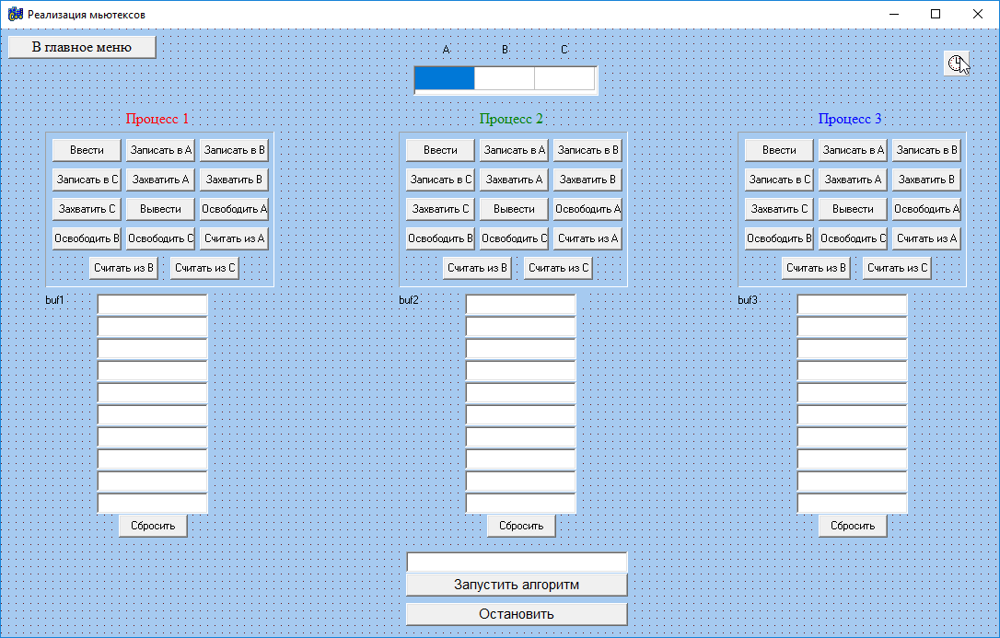 Реализация мьютексов
В главное меню
A B C
Процесс 1 Процесс 2 Процесс 3
Ввести Записать в A Записать в B Ввести Записать в A Записать в B Ввести Записать в A Записать в B
Записать в C Захватить A Захватить B Записать в C Захватить A Захватить B Записать в C Захватить A Захватить B
Захватить C Вывести Освободить A Захватить C Вывести Освободить A Захватить C Вывести Освободить A
Освободить B Освободить C Считать из A Освободить B Освободить C Считать из A Освободить B Освободить C Считать из A
Считать из B Считать из C Считать из B Считать из C Считать из B Считать из C
buf1 buf2 buf3
Сбросить Сбросить Сбросить
Запустить алгоритм
Остановить